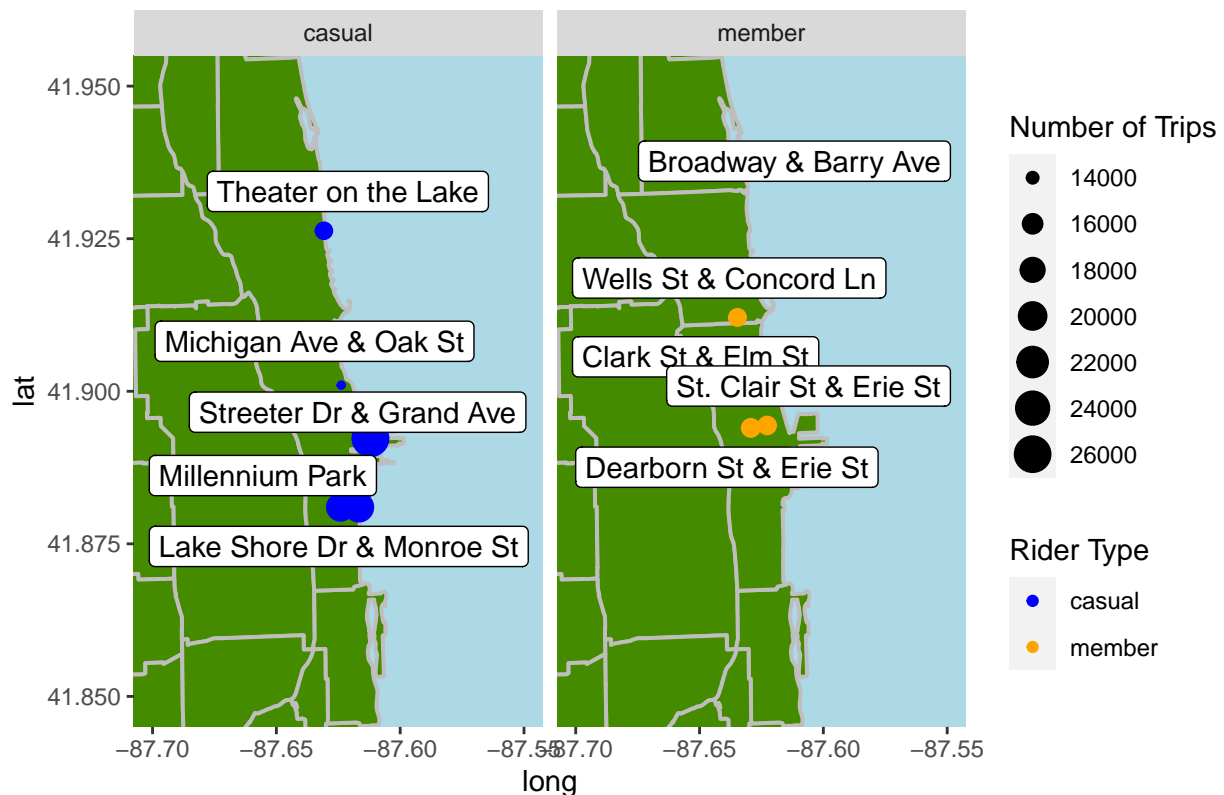 casual
member
41.950
41.925
41.900
41.875
41.850
lat
Theater on the Lake
Michigan Ave & Oak St
Streeter Dr & Grand Ave
Millennium Park
Lake Shore Dr & Monroe St
Broadway & Barry Ave
Wells St & Concord Ln
Clark St & Elm St
St. Clair St & Erie St
Dearborn St & Erie St
−87.70
−87.65
−87.60
−87.55
−87.70
−87.65
−87.60
−87.55
long
Number of Trips
14000
16000
18000
20000
22000
24000
26000
Rider Type
casual
member